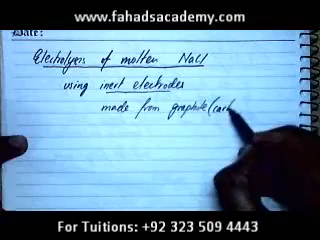 www.fahadsacademy.com
Date:
Electrolysis of molten NaCl
using inert electrodes
made from graphite (carb
For Tuitions: +92 323 509 4443